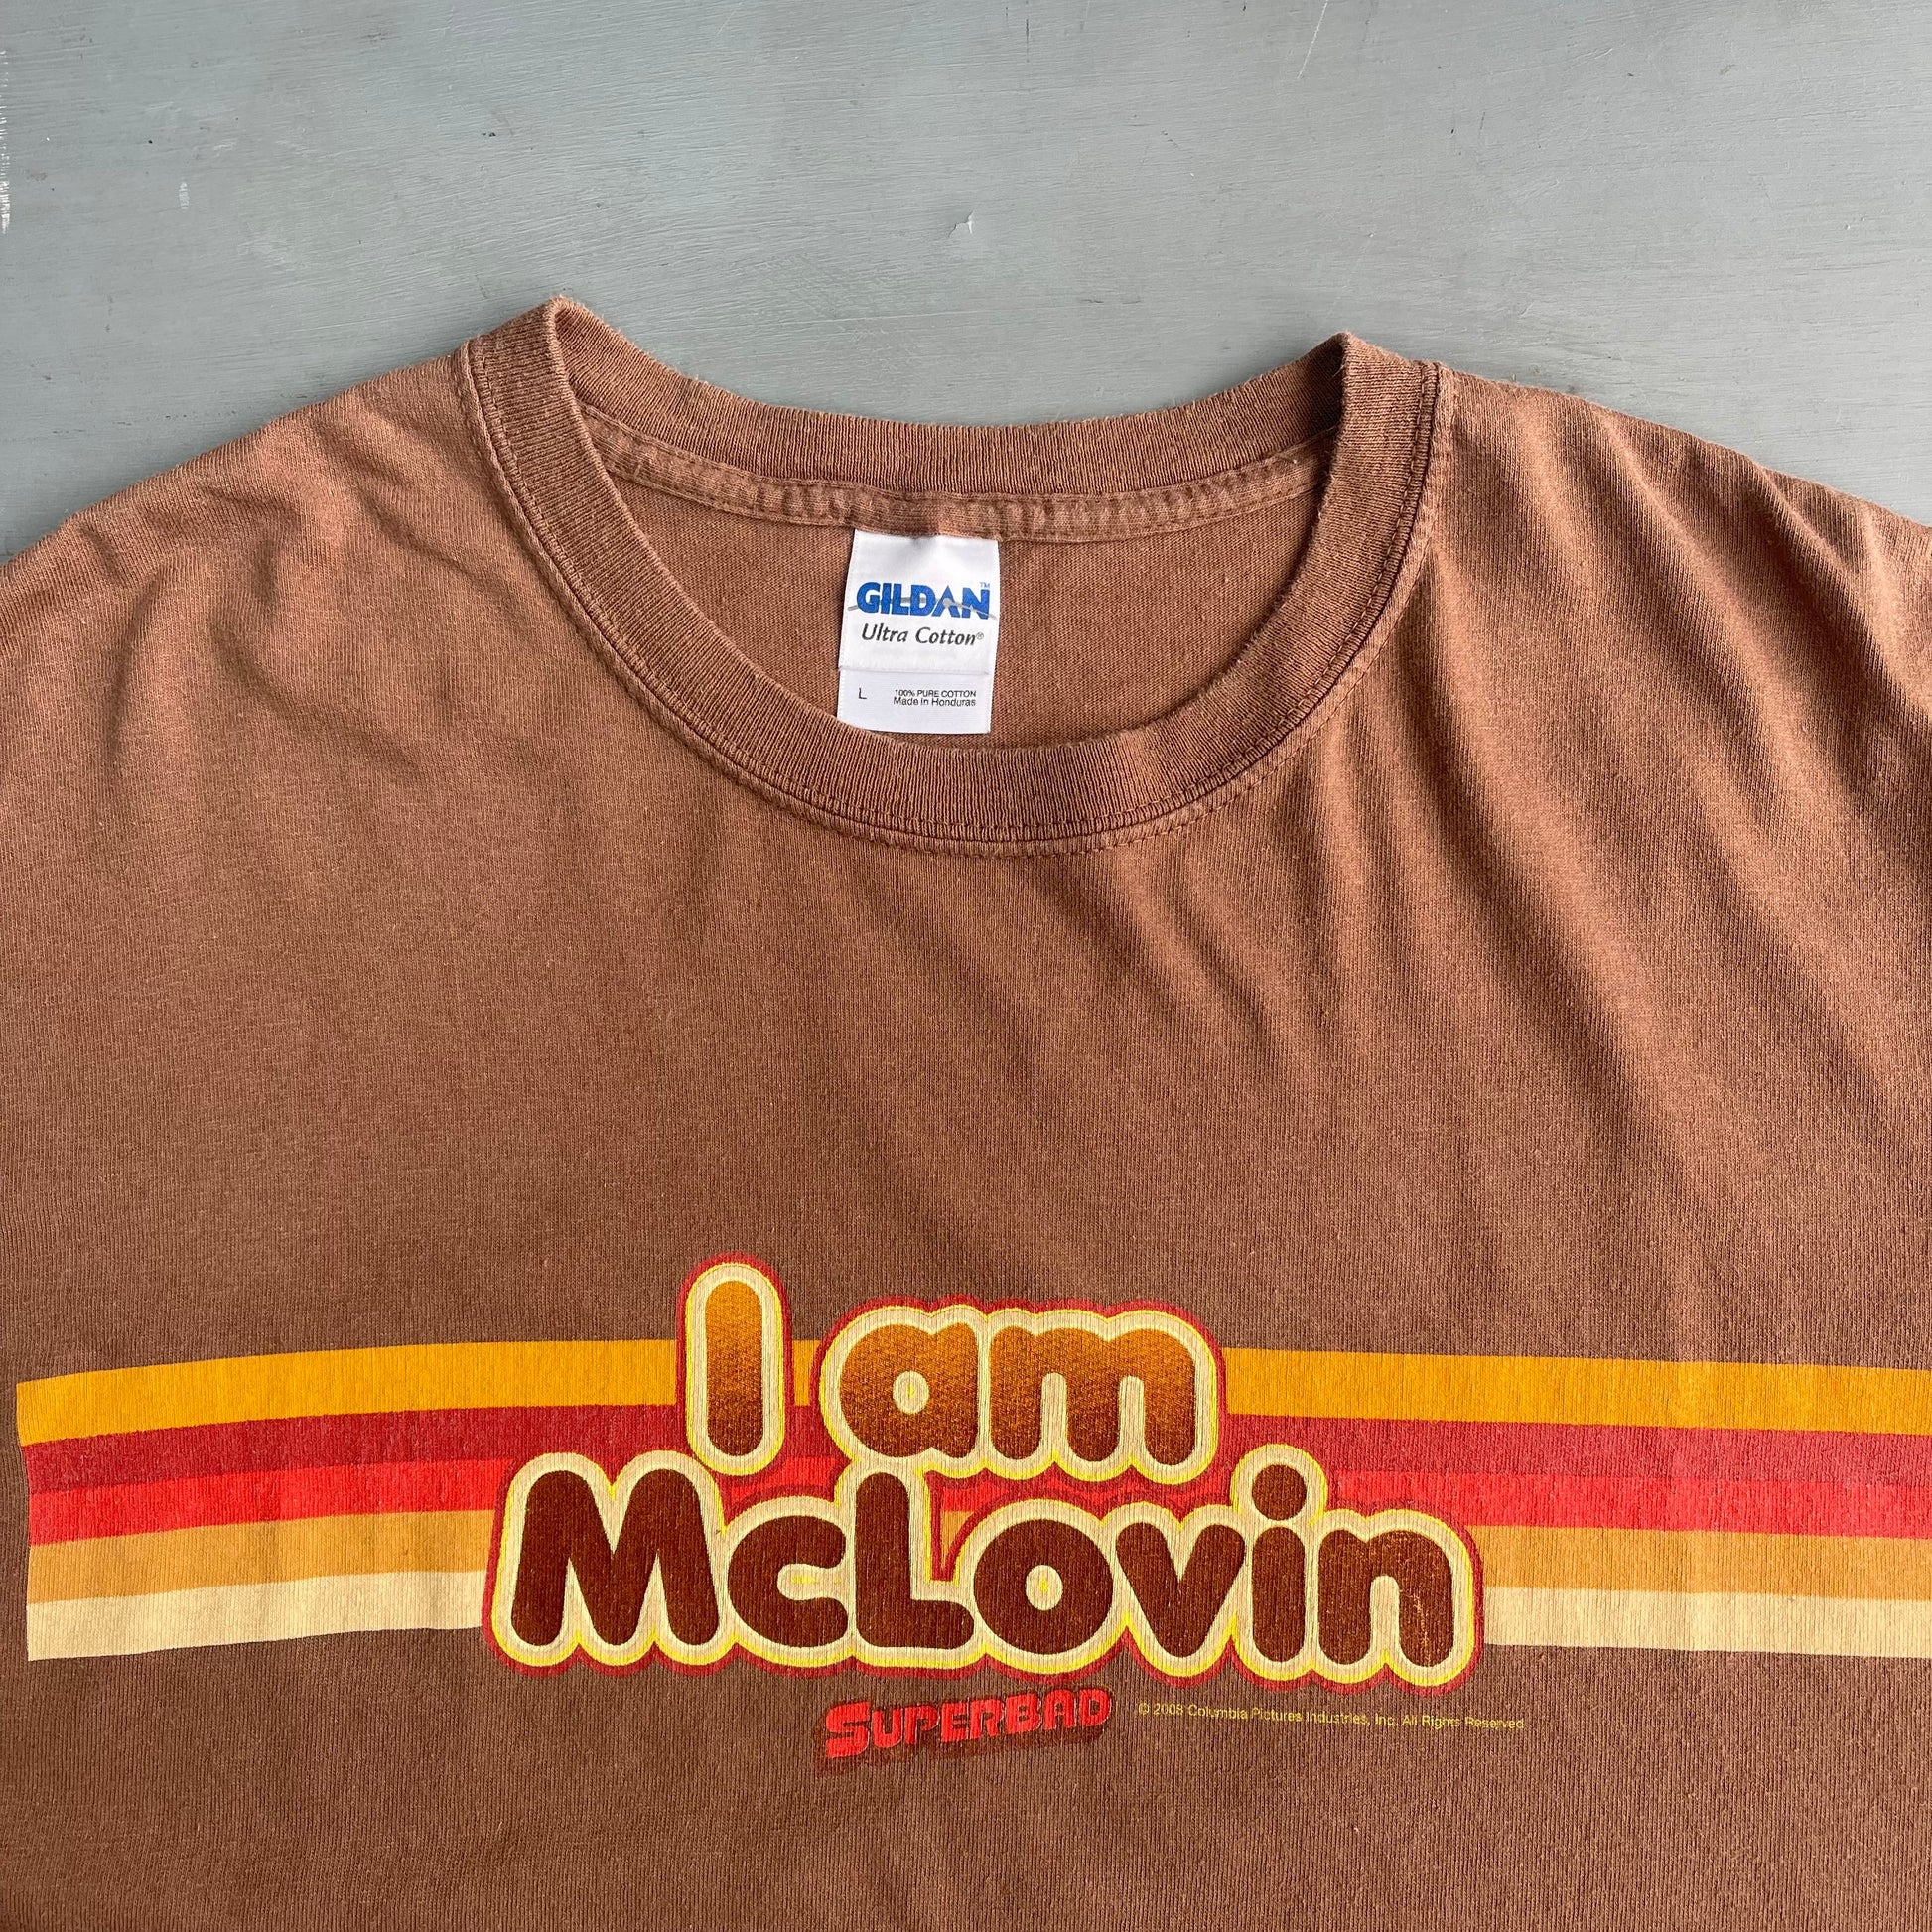 GILDAN™
Ultra Cotton®
L 100% PURE COTTON
Made in Honduras
I am
McLovin
SUPERBAD © 2008 Columbia Pictures Industries, Inc. All Rights Reserved